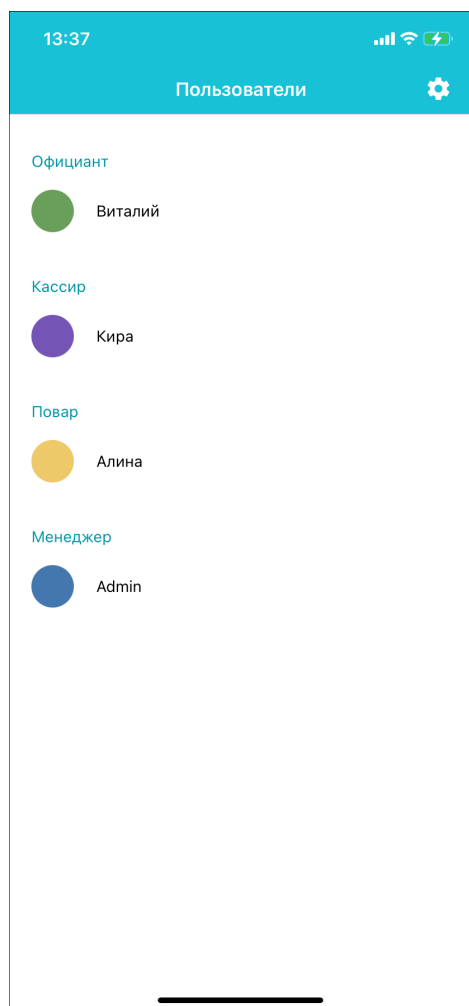 13:37
Пользователи
Официант
Виталий
Кассир
Кира
Повар
Алина
Менеджер
Admin